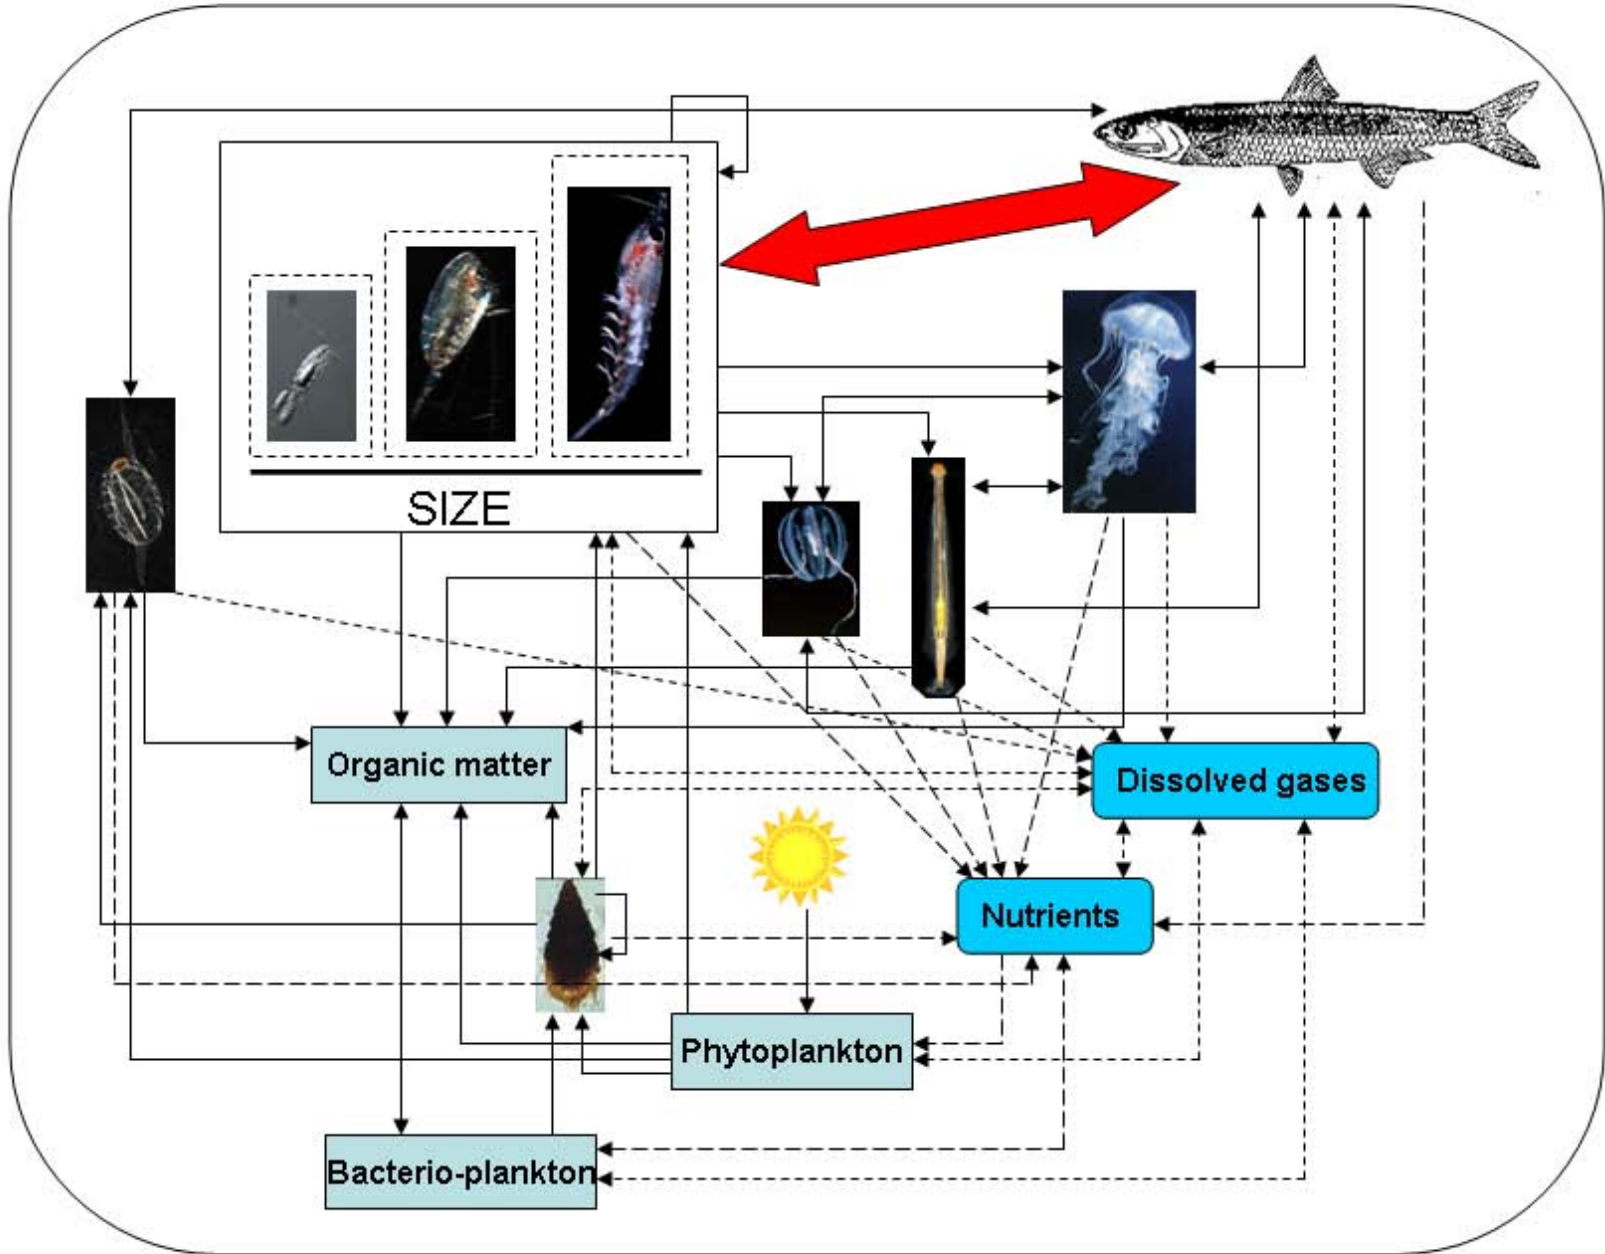 SIZE
Organic matter
Dissolved gases
Nutrients
Phytoplankton
Bacterio-plankton